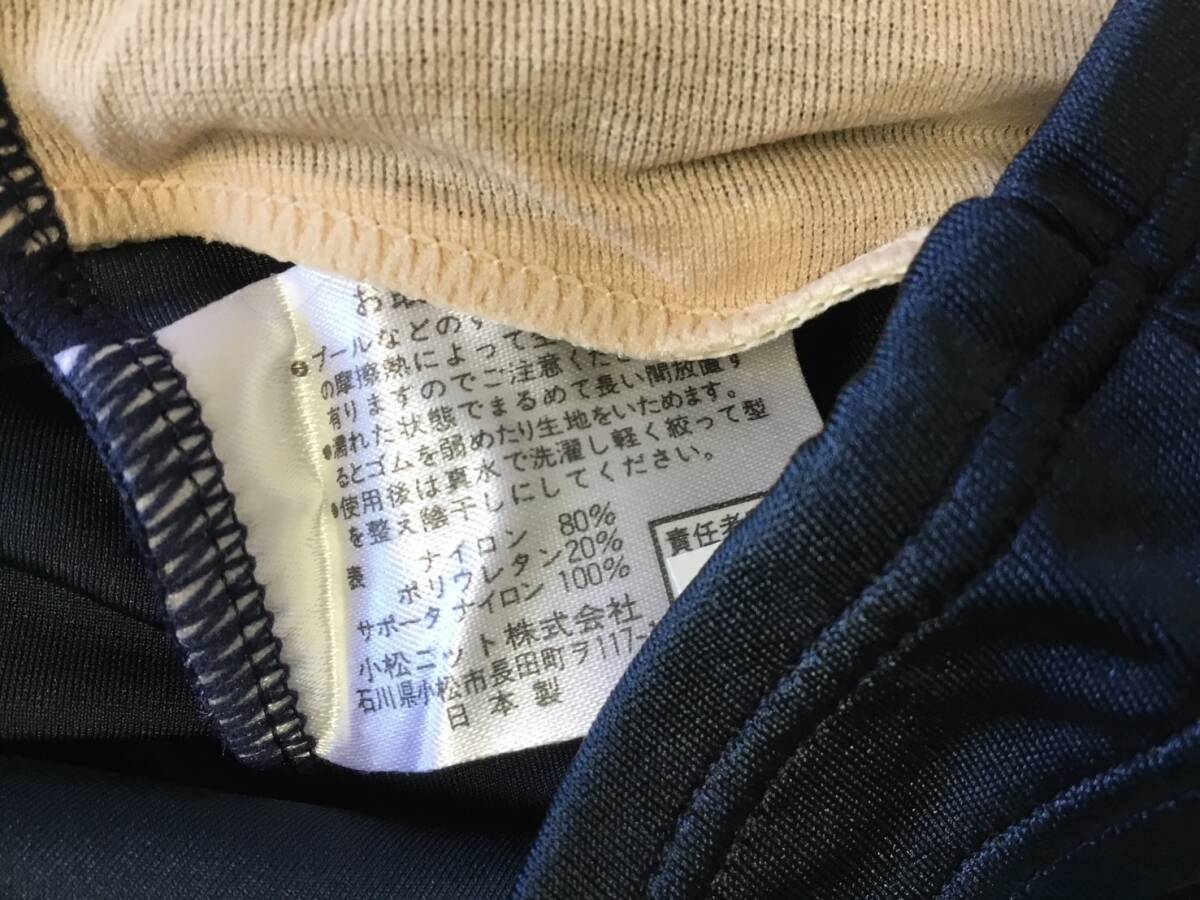 お取
●プールなどのす
の摩擦熱によって生
有りますのでご注意くださ
●濡れた状態でまるめて長い間放置す
るとゴムを弱めたり生地をいためます。
●使用後は真水で洗濯し軽く絞って型
を整え陰干しにしてください。
表 ナイロン 80%
ポリウレタン20%
サポータナイロン 100%
責任者
小松ニット株式会社
石川県小松市長田町ヲ117-
日本製